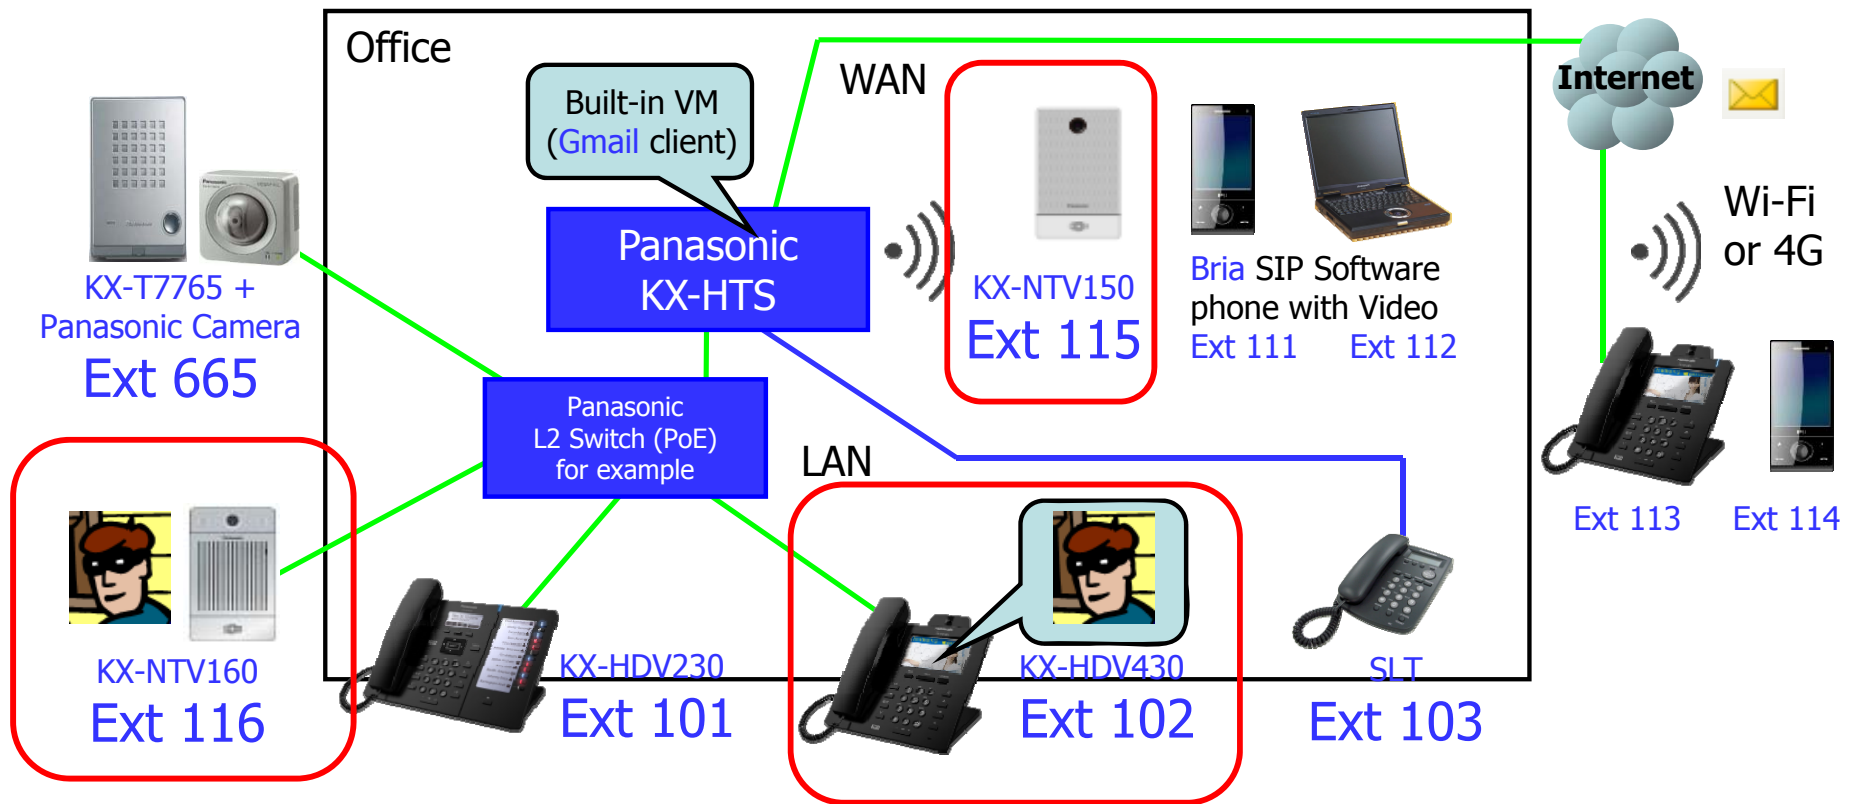 Office
WAN
Internet
Built-in VM
(Gmail client)
Wi-Fi
or 4G
Panasonic
KX-HTS
KX-T7765 +
Panasonic Camera
Ext 665
KX-NTV150
Ext 115
Bria SIP Software
phone with Video
Ext 111
Ext 112
Panasonic
L2 Switch (PoE)
for example
LAN
Ext 113
Ext 114
KX-NTV160
Ext 116
KX-HDV230
Ext 101
KX-HDV430
Ext 102
SLT
Ext 103